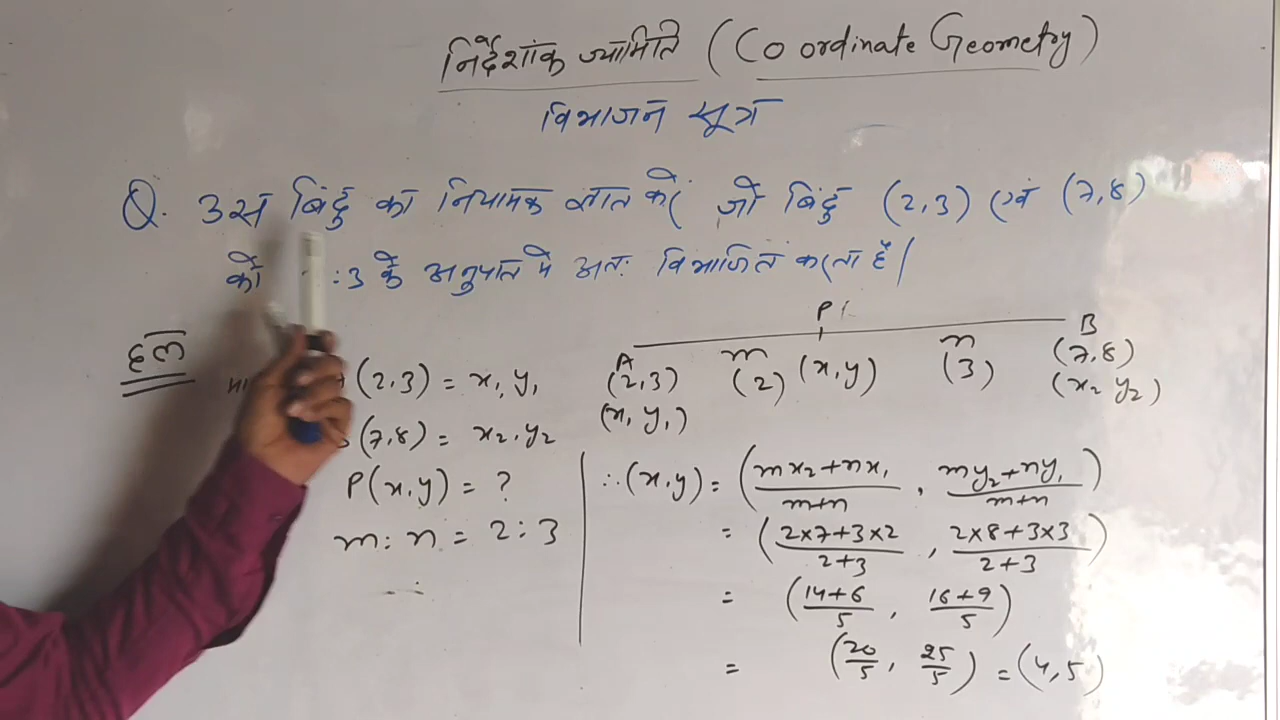 निर्देशांक ज्यामिति (Coordinate Geometry)
विभाजन सूत्र
Q. उस बिंदु का नियामक ज्ञात करें जो बिंदु (2,3) एवं (7,8)
को :3 के अनुपात मे अतः विभाजित करता है।
हल
(2,3) = x₁ y₁
(7,8) = x₂, y₂
P(x,y) = ?
m : n = 2 : 3
P
A
(2,3)
(x₁ y₁)
m
(2)
(x,y)
n
(3)
B
(7,8)
(x₂ y₂)
∴ (x,y) = (mx₂+nx₁/m+n , my₂+ny₁/m+n)
= (2×7+3×2/2+3 , 2×8+3×3/2+3)
= (14+6/5 , 16+9/5)
= (20/5 , 25/5) = (4,5)